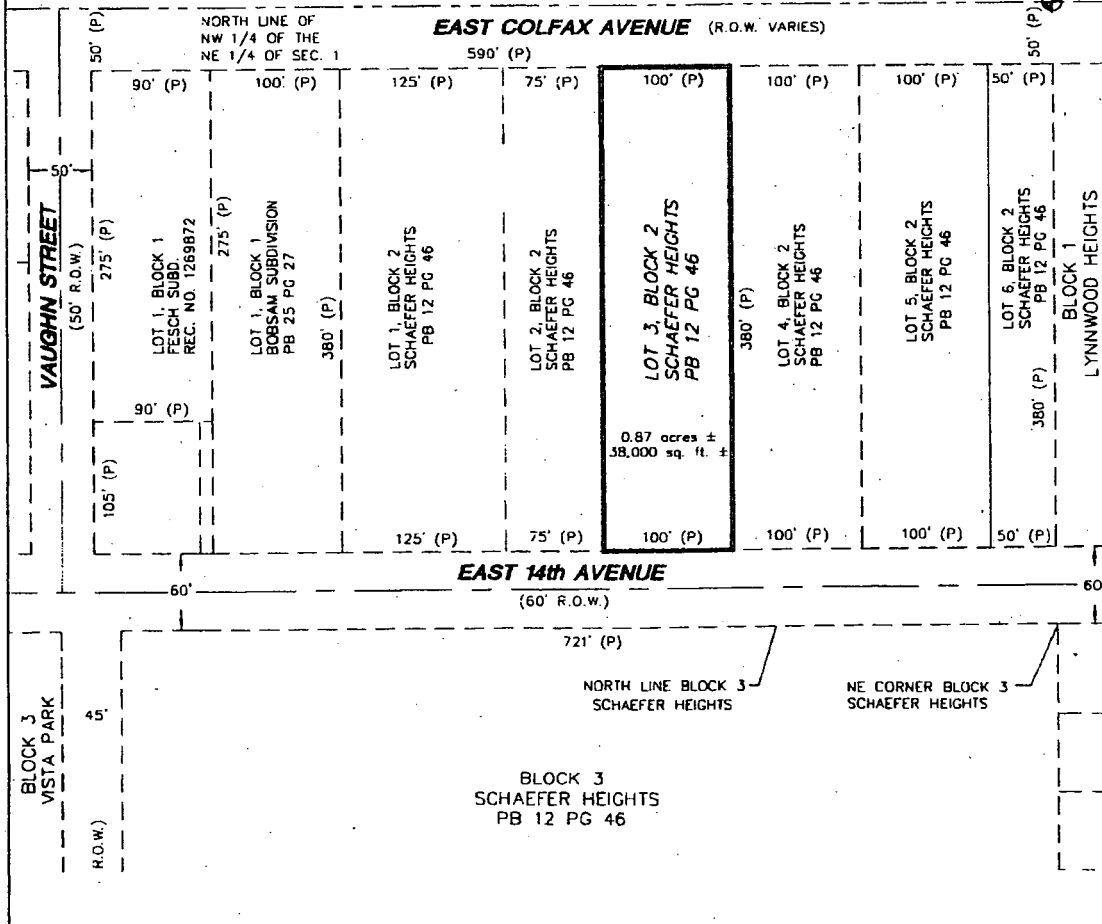 NORTH LINE OF
NW 1/4 OF THE
NE 1/4 OF SEC. 1
EAST COLFAX AVENUE (R.O.W. VARIES)
590' (P)
50' (P)
50' (P)
90' (P)
100' (P)
125' (P)
75' (P)
100' (P)
100' (P)
100' (P)
50' (P)
50'
VAUGHN STREET
(50' R.O.W.)
275' (P)
LOT 1, BLOCK 1
FESCH SUBD.
REC. NO. 1269872
275' (P)
LOT 1, BLOCK 1
BOBSAM SUBDIVISION
PB 25 PG 27
380' (P)
LOT 1, BLOCK 2
SCHAEFER HEIGHTS
PB 12 PG 46
LOT 2, BLOCK 2
SCHAEFER HEIGHTS
PB 12 PG 46
LOT 3, BLOCK 2
SCHAEFER HEIGHTS
PB 12 PG 46
0.87 acres ±
38,000 sq. ft. ±
380' (P)
LOT 4, BLOCK 2
SCHAEFER HEIGHTS
PB 12 PG 46
LOT 5, BLOCK 2
SCHAEFER HEIGHTS
PB 12 PG 46
LOT 6, BLOCK 2
SCHAEFER HEIGHTS
PB 12 PG 46
380' (P)
BLOCK 1
LYNNWOOD HEIGHTS
90' (P)
105' (P)
125' (P)
75' (P)
100' (P)
100' (P)
100' (P)
50' (P)
EAST 14th AVENUE
60'
(60' R.O.W.)
60
721' (P)
NORTH LINE BLOCK 3
SCHAEFER HEIGHTS
NE CORNER BLOCK 3
SCHAEFER HEIGHTS
BLOCK 3
VISTA PARK
45'
R.O.W.)
BLOCK 3
SCHAEFER HEIGHTS
PB 12 PG 46